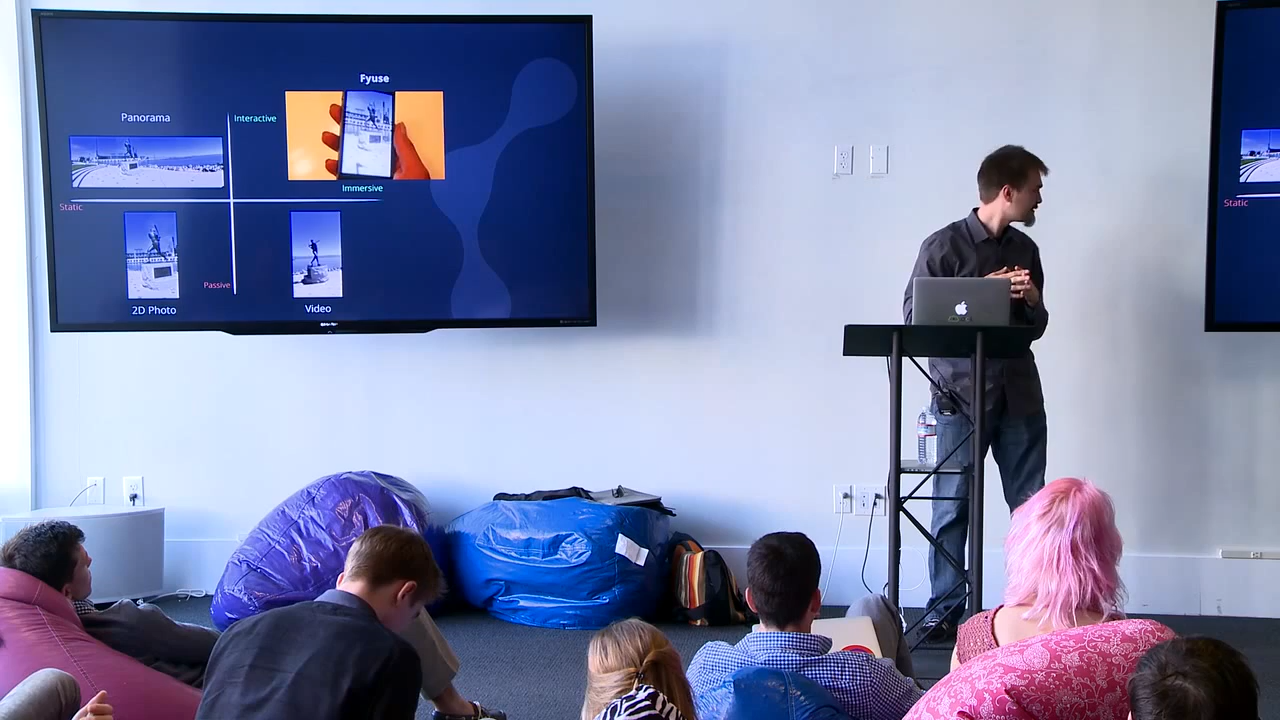 Fyuse
Panorama
Interactive
Immersive
Static
Passive
2D Photo
Video
Static